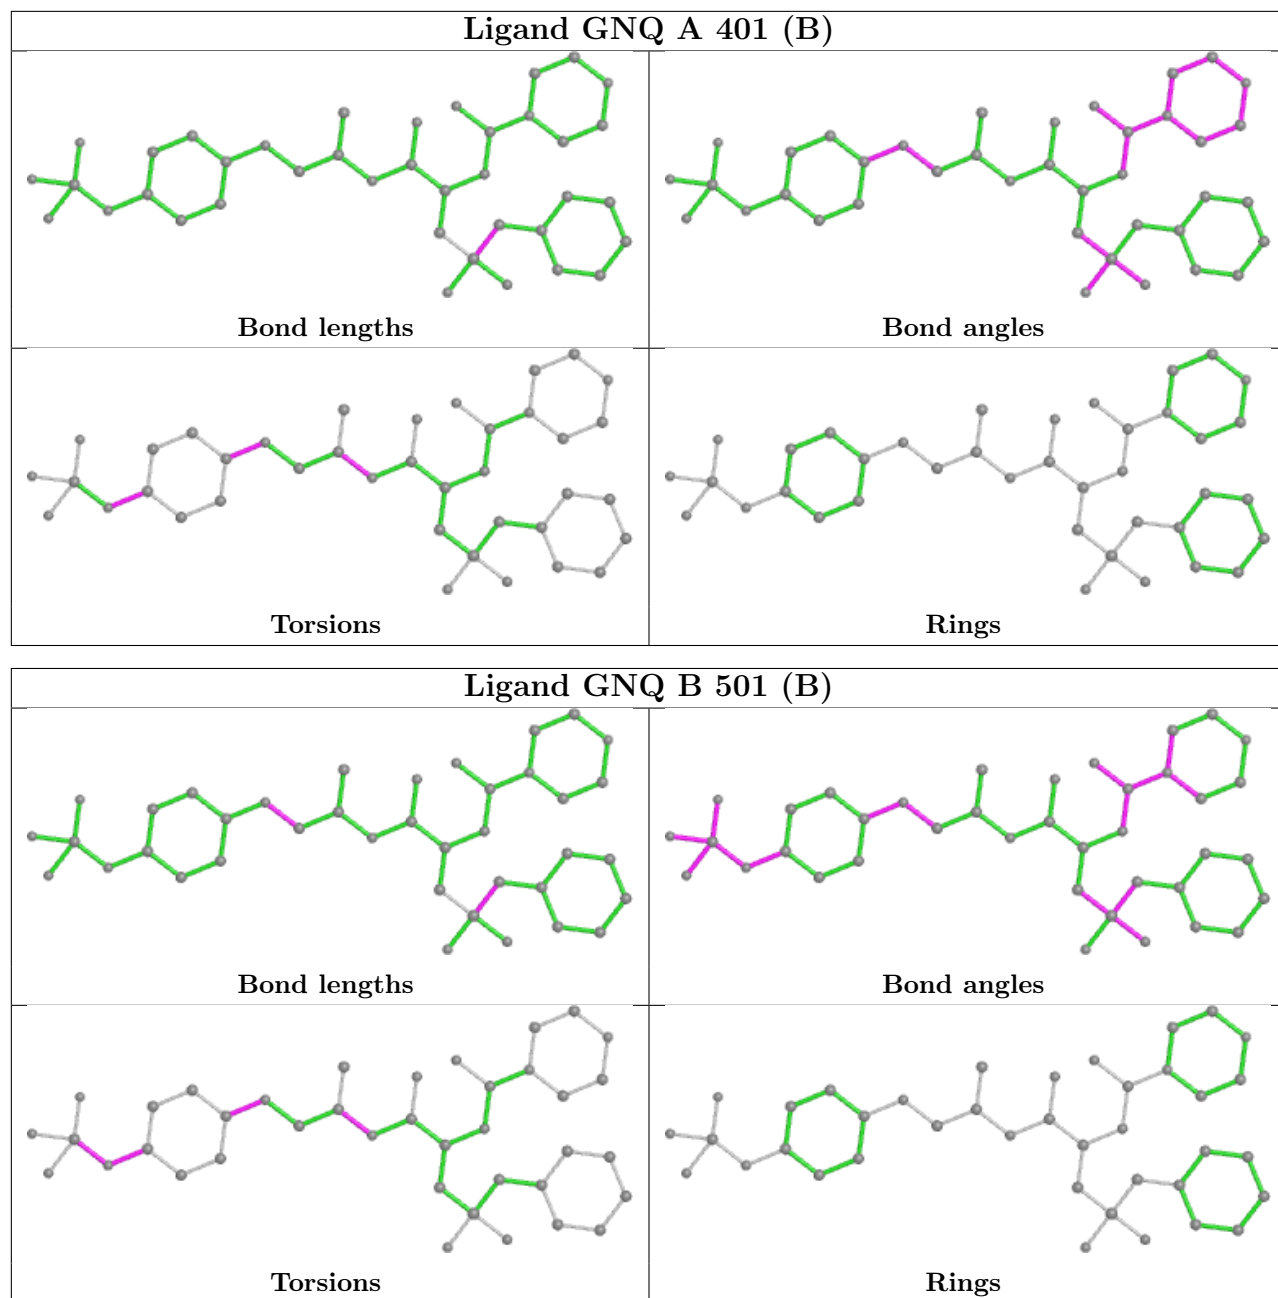 Ligand GNQ A 401 (B)
Bond lengths
Bond angles
Torsions
Rings
Ligand GNQ B 501 (B)
Bond lengths
Bond angles
Torsions
Rings